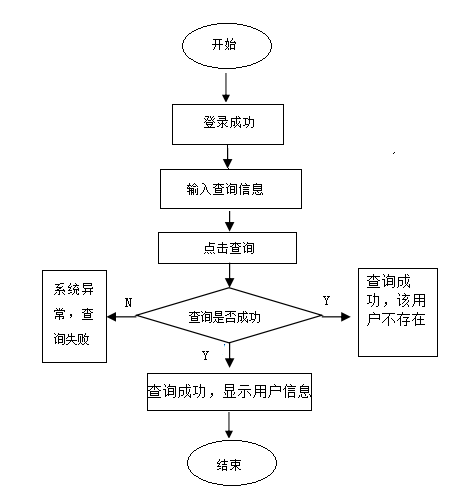 开始
登录成功
输入查询信息
点击查询
系统异
常，查
询失败
N
查询是否成功
Y
查询成
功，该用
户不存在
Y
查询成功，显示用户信息
结束